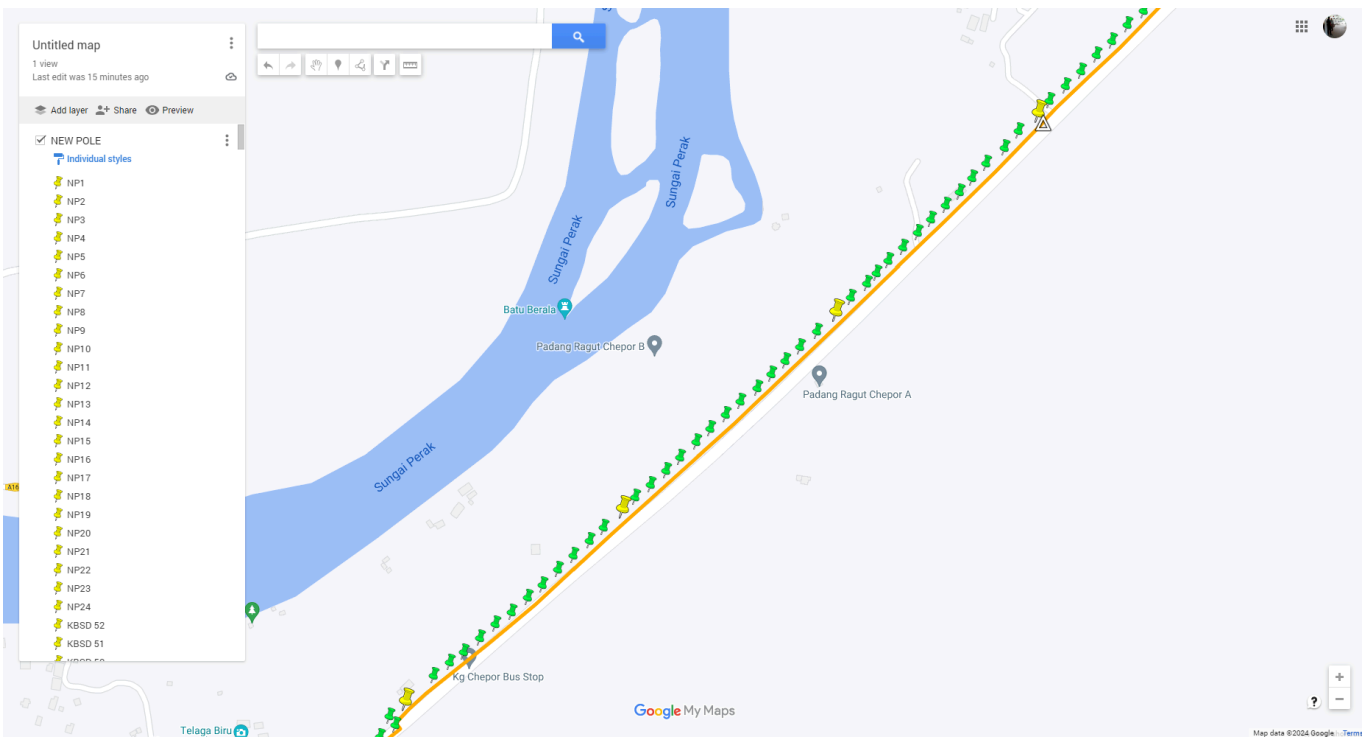 Untitled map
1 view
Last edit was 15 minutes ago
Add layer Share Preview
NEW POLE
Individual styles
NP1
NP2
NP3
NP4
NP5
NP6
NP7
NP8
NP9
NP10
NP11
NP12
NP13
NP14
NP15
NP16
NP17
NP18
NP19
NP20
NP21
NP22
NP23
NP24
KBSD 52
KBSD 51
A16
Sungai Perak
Sungai Perak
Batu Berala
Padang Ragut Chepor B
Padang Ragut Chepor A
Sungai Perak
Kg Chepor Bus Stop
Telaga Biru
Google My Maps
+
?
−
Map data ©2024 Google
Terms